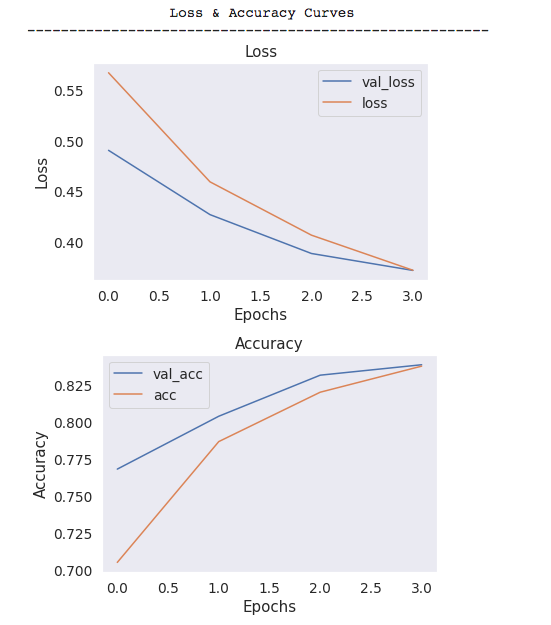 Loss & Accuracy Curves
------------------------------------------------------
Loss
val_loss
loss
0.55
0.50
0.45
0.40
Loss
0.0 0.5 1.0 1.5 2.0 2.5 3.0
Epochs
Accuracy
val_acc
acc
0.825
0.800
0.775
0.750
0.725
0.700
Accuracy
0.0 0.5 1.0 1.5 2.0 2.5 3.0
Epochs